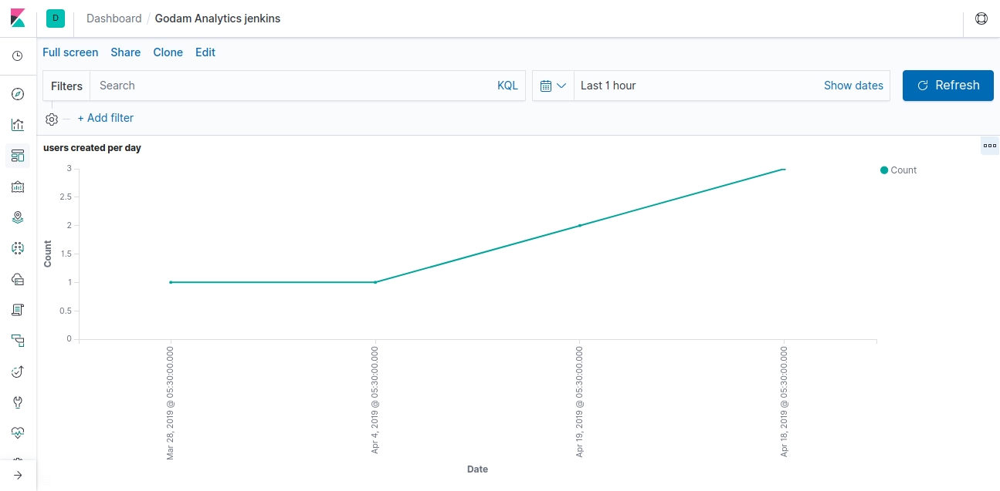 D Dashboard / Godam Analytics jenkins
Full screen Share Clone Edit
Filters Search KQL Last 1 hour Show dates Refresh
+ Add filter
users created per day
3
2.5
2
1.5
1
0.5
0
Count
Count
Mar 28, 2019 @ 05:30:00.000
Apr 4, 2019 @ 05:30:00.000
Apr 19, 2019 @ 05:30:00.000
Apr 18, 2019 @ 05:30:00.000
Date